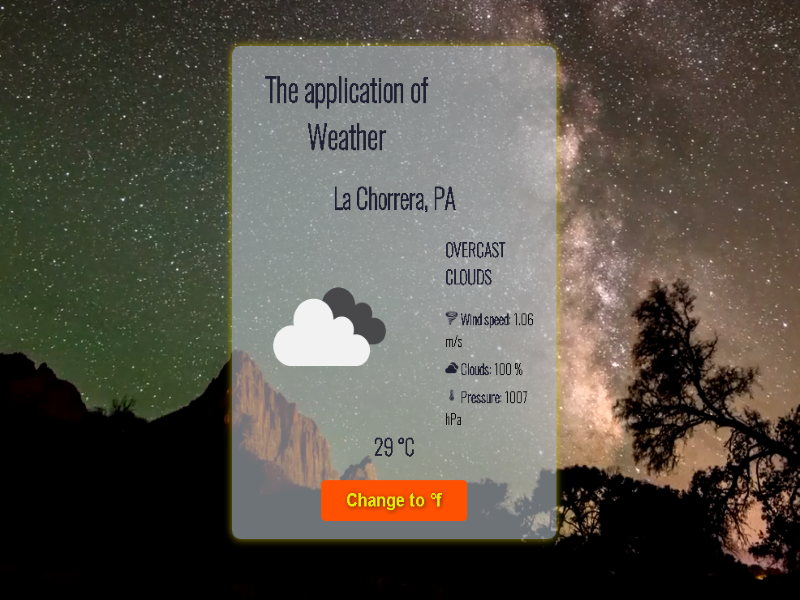 The application of
Weather
La Chorrera, PA
OVERCAST
CLOUDS
Wind speed: 1.06
m/s
Clouds: 100 %
Pressure: 1007
hPa
29 °C
Change to °f